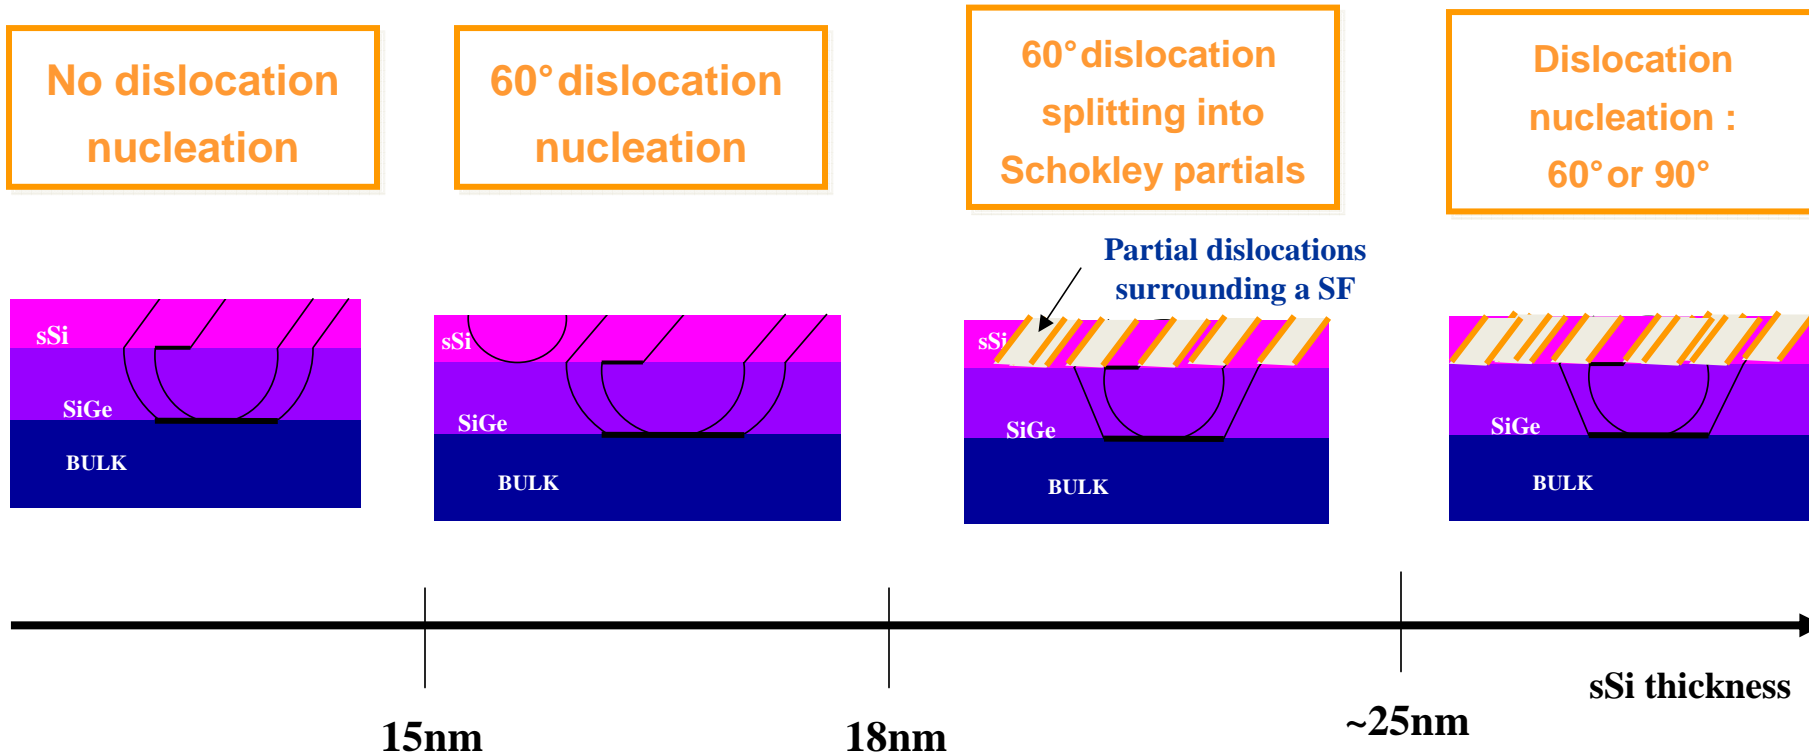 No dislocation
nucleation
60° dislocation
nucleation
60° dislocation
splitting into
Schokley partials
Dislocation
nucleation :
60° or 90°
Partial dislocations
surrounding a SF
sSi
SiGe
BULK
sSi
SiGe
BULK
sSi
SiGe
BULK
SiGe
BULK
sSi thickness
15nm
18nm
~25nm